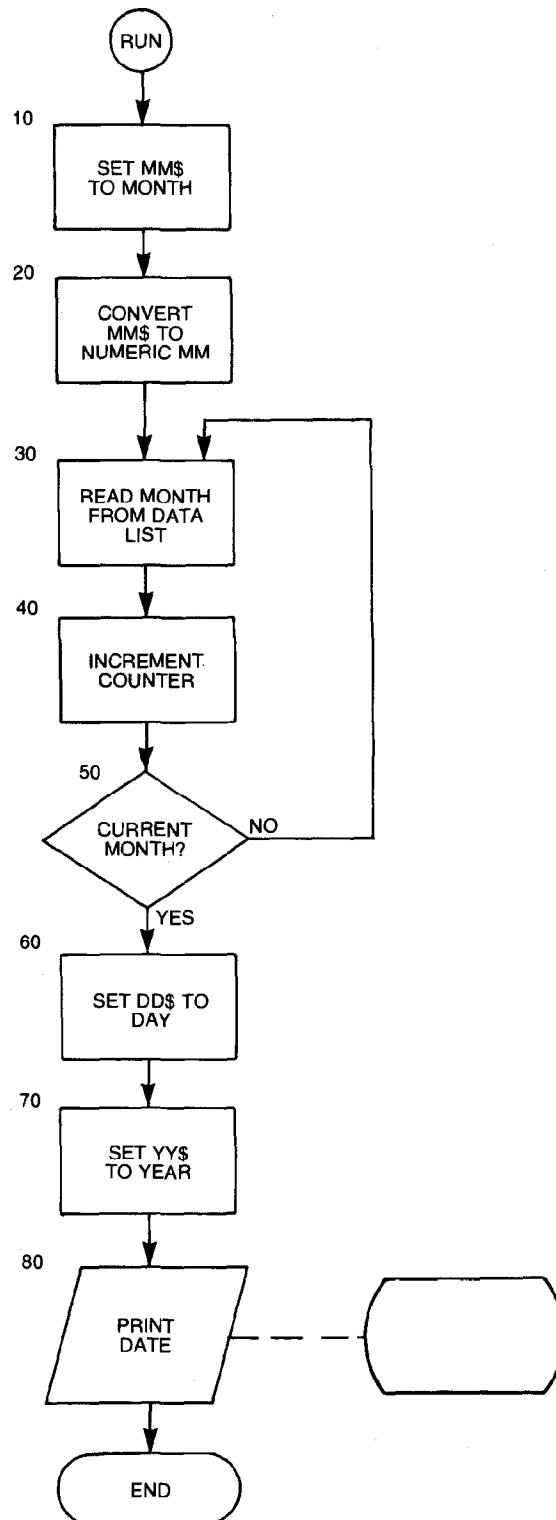 RUN
10
SET MM$
TO MONTH
20
CONVERT
MM$ TO
NUMERIC MM
30
READ MONTH
FROM DATA
LIST
40
INCREMENT
COUNTER
50
CURRENT
MONTH?
NO
YES
60
SET DD$ TO
DAY
70
SET YY$
TO YEAR
80
PRINT
DATE
END